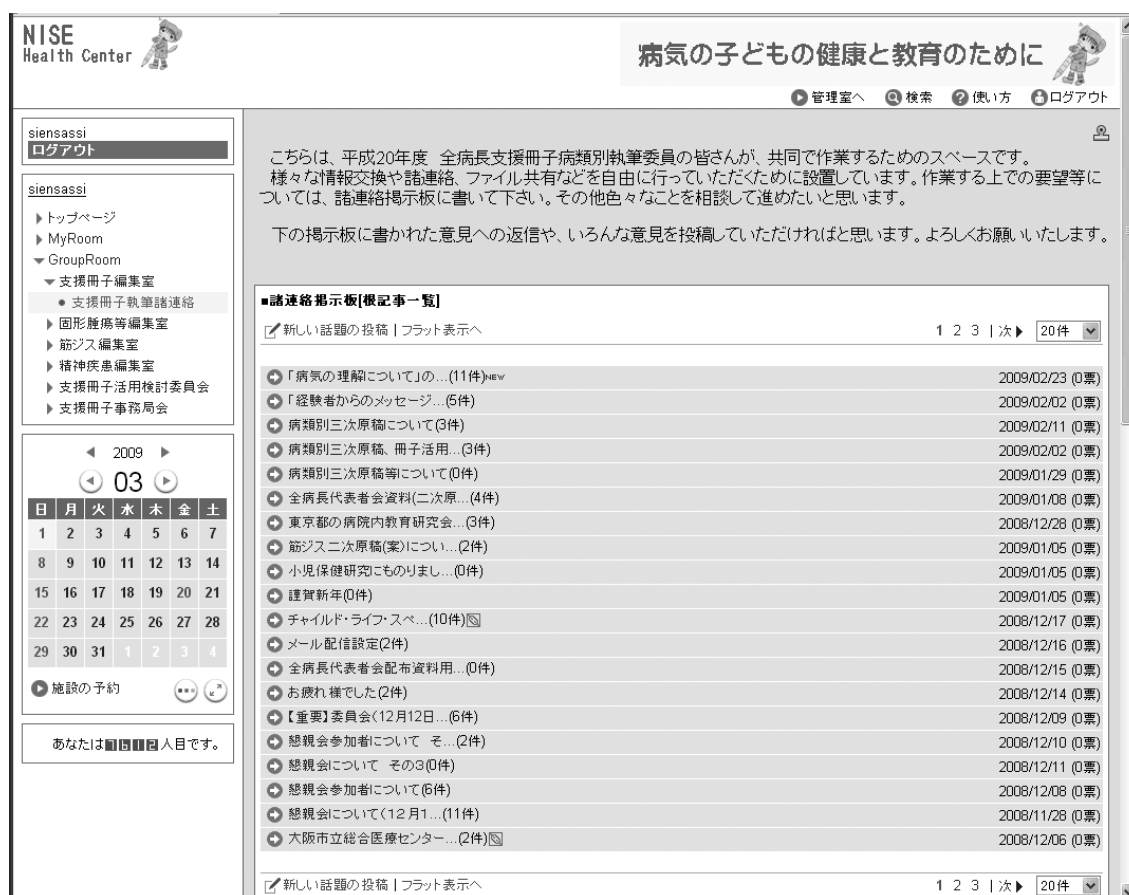 NISE
Health Center
病気の子どもの健康と教育のために
管理室へ 検索 使い方 ログアウト
siensassi
ログアウト
siensassi
トップページ
MyRoom
GroupRoom
支援冊子編集室
支援冊子執筆諸連絡
固形腫瘍等編集室
筋ジス編集室
精神疾患編集室
支援冊子活用検討委員会
支援冊子事務局会
2009
03
日 月 火 水 木 金 土
1 2 3 4 5 6 7
8 9 10 11 12 13 14
15 16 17 18 19 20 21
22 23 24 25 26 27 28
29 30 31 1 2 3 4
施設の予約
あなたは人目です。
こちらは、平成20年度 全病長支援冊子病類別執筆委員の皆さんが、共同で作業するためのスペースです。
様々な情報交換や諸連絡、ファイル共有などを自由に行っていただくために設置しています。作業する上での要望等に
ついては、諸連絡掲示板に書いて下さい。その他色々なことを相談して進めたいと思います。
下の掲示板に書かれた意見への返信や、いろんな意見を投稿していただければと思います。よろしくお願いいたします。
■諸連絡掲示板[根記事一覧]
新しい話題の投稿 | フラット表示へ 1 2 3 | 次▶ 20件
「病気の理解について」の...(11件)NEW 2009/02/23 (0票)
「経験者からのメッセージ...(5件) 2009/02/02 (0票)
病類別三次原稿について(3件) 2009/02/11 (0票)
病類別三次原稿、冊子活用...(3件) 2009/02/02 (0票)
病類別三次原稿等について(0件) 2009/01/29 (0票)
全病長代表者会資料(二次原...(4件) 2009/01/08 (0票)
東京都の病院内教育研究会...(3件) 2008/12/28 (0票)
筋ジス二次原稿(案)につい...(2件) 2009/01/05 (0票)
小児保健研究にものりまし...(0件) 2009/01/05 (0票)
謹賀新年(0件) 2009/01/05 (0票)
チャイルド・ライフ・スペ...(10件) 2008/12/17 (0票)
メール配信設定(2件) 2008/12/16 (0票)
全病長代表者会配布資料用...(0件) 2008/12/15 (0票)
お疲れ様でした(2件) 2008/12/14 (0票)
【重要】委員会(12月12日...(6件) 2008/12/09 (0票)
懇親会参加者について そ...(2件) 2008/12/10 (0票)
懇親会について その3(0件) 2008/12/11 (0票)
懇親会参加者について(6件) 2008/12/08 (0票)
懇親会について(12月1...(11件) 2008/11/28 (0票)
大阪市立総合医療センター...(2件) 2008/12/06 (0票)
新しい話題の投稿 | フラット表示へ 1 2 3 | 次▶ 20件